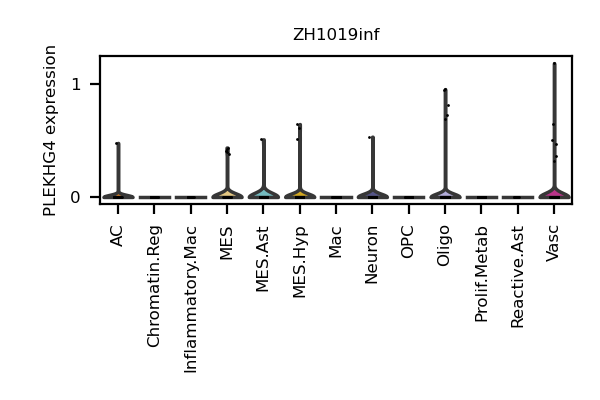 ZH1019inf
PLEKHG4 expression
1
0
AC
Chromatin.Reg
Inflammatory.Mac
MES
MES.Ast
MES.Hyp
Mac
Neuron
OPC
Oligo
Prolif.Metab
Reactive.Ast
Vasc